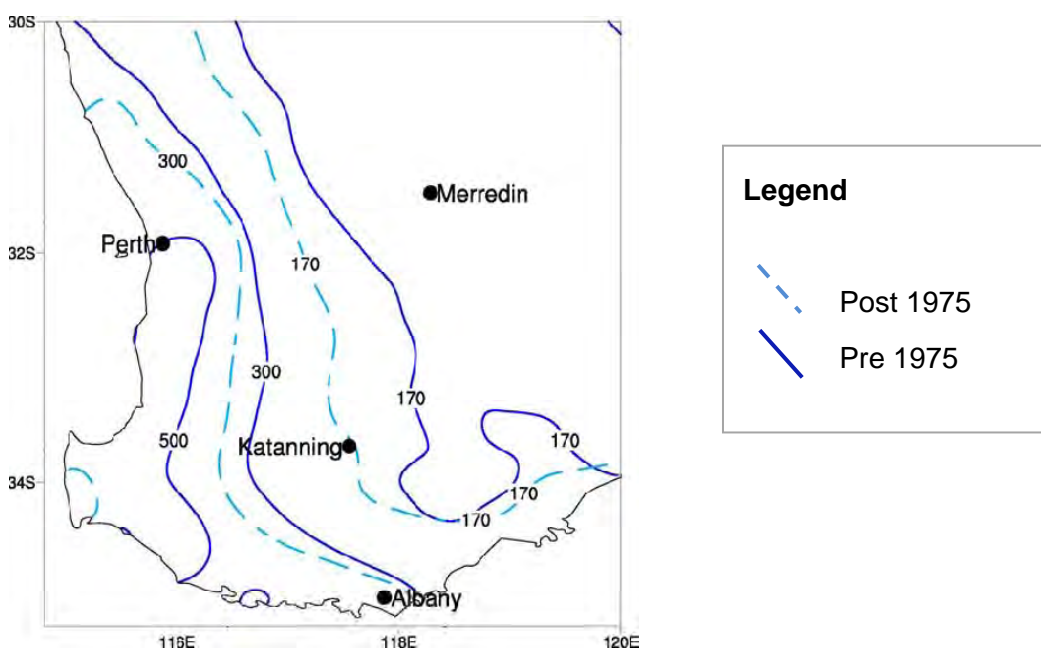 30S
300
Merredin
Perth
32S
170
300
170
500
Katanning
170
34S
170
170
Albany
116E
118E
120E
Legend
Post 1975
Pre 1975